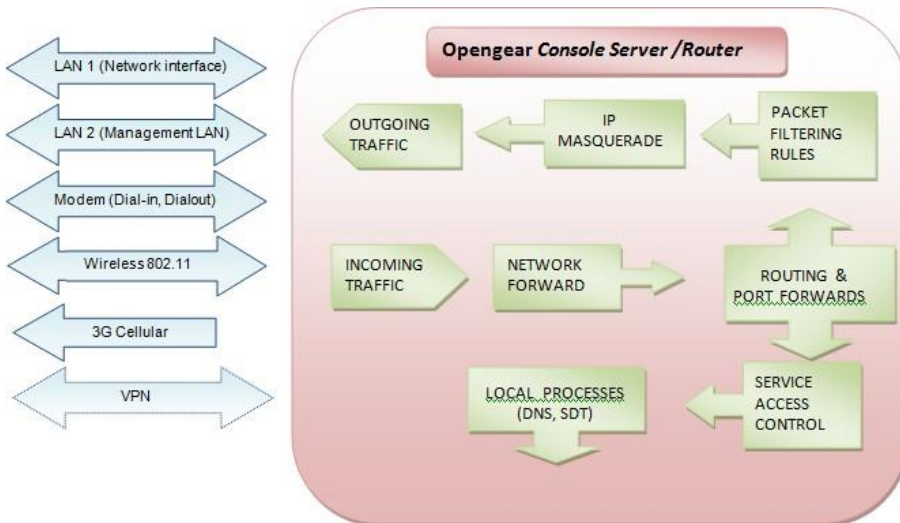 LAN 1 (Network interface)
LAN 2 (Management LAN)
Modem (Dial-in, Dialout)
Wireless 802.11
3G Cellular
VPN
Opengear Console Server /Router
OUTGOING
TRAFFIC
IP
MASQUERADE
PACKET
FILTERING
RULES
INCOMING
TRAFFIC
NETWORK
FORWARD
ROUTING &
PORT FORWARDS
LOCAL PROCESSES
(DNS, SDT)
SERVICE
ACCESS
CONTROL